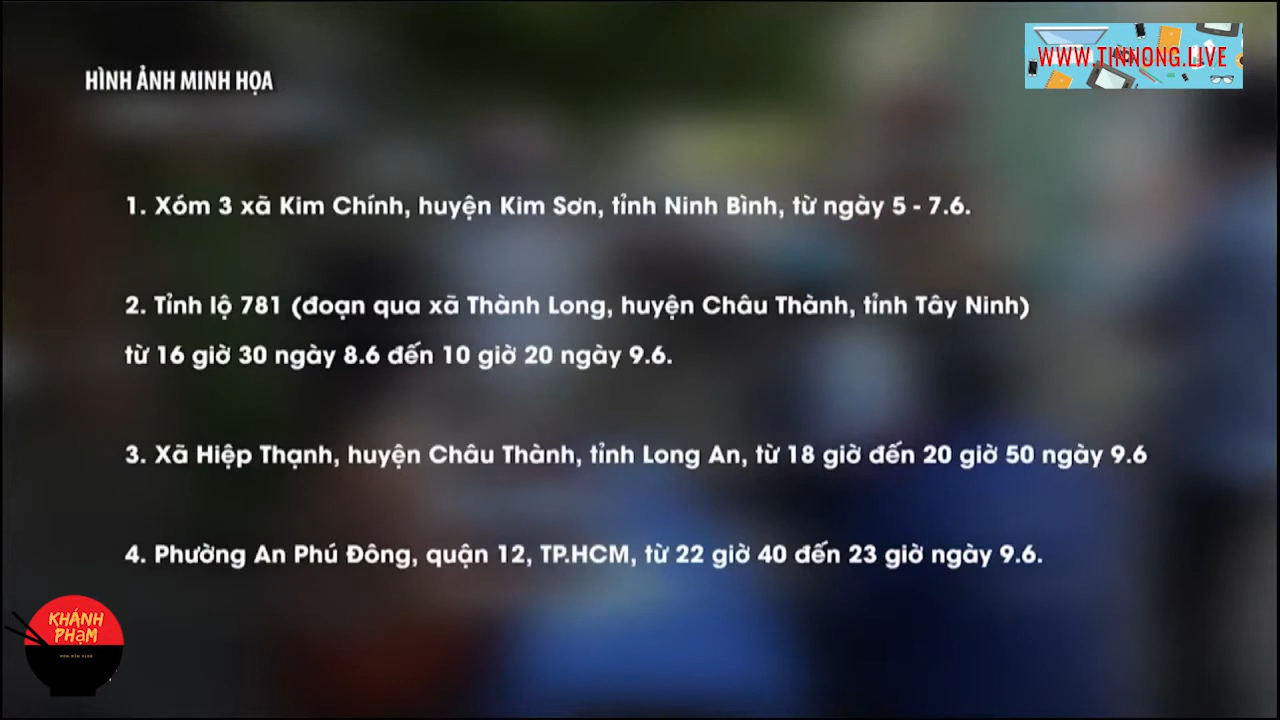 HÌNH ẢNH MINH HỌA
WWW.TINNONG.LIVE
1. Xóm 3 xã Kim Chính, huyện Kim Sơn, tỉnh Ninh Bình, từ ngày 5 - 7.6.
2. Tỉnh lộ 781 (đoạn qua xã Thành Long, huyện Châu Thành, tỉnh Tây Ninh)
từ 16 giờ 30 ngày 8.6 đến 10 giờ 20 ngày 9.6.
3. Xã Hiệp Thạnh, huyện Châu Thành, tỉnh Long An, từ 18 giờ đến 20 giờ 50 ngày 9.6
4. Phường An Phú Đông, quận 12, TP.HCM, từ 22 giờ 40 đến 23 giờ ngày 9.6.
KHÁNH
PHẠM